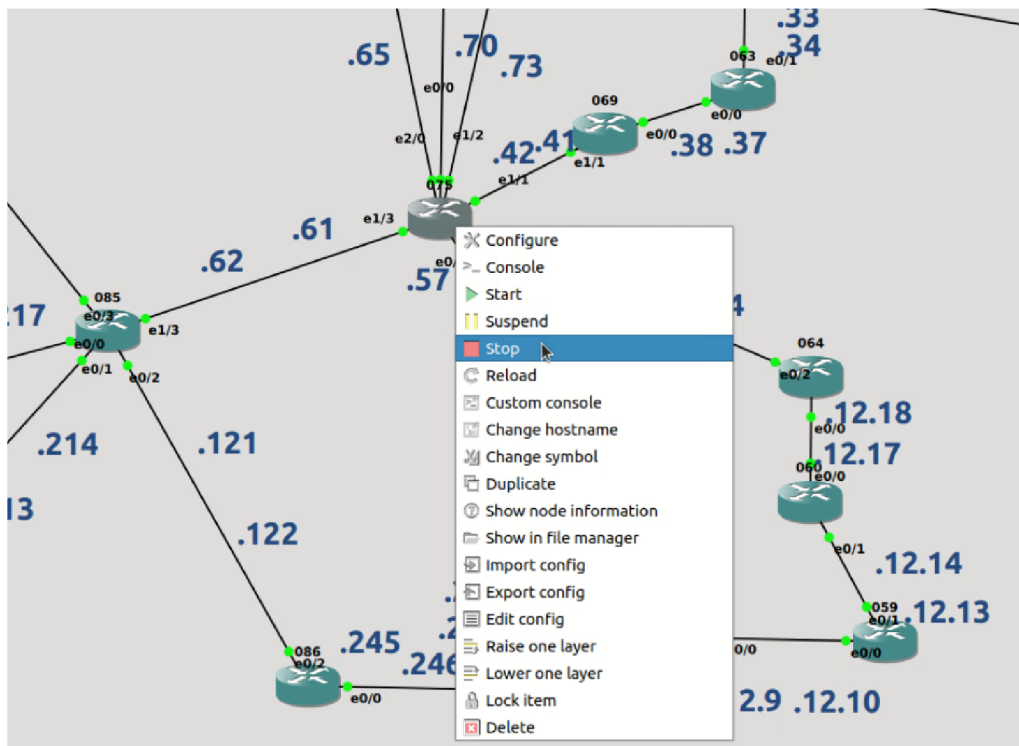 .33
.34
063
e0/1
.65
.70
.73
e0/0
069
e0/0
e2/0
e1/2
.42
.41
e0/0
.38
.37
e1/1
e1/1
075
e1/3
.61
.62
e0/
.57
Configure
Console
Start
Suspend
Stop
Reload
Custom console
Change hostname
Change symbol
Duplicate
Show node information
Show in file manager
Import config
Export config
Edit config
Raise one layer
Lower one layer
Lock item
Delete
085
e0/3
e1/3
217
e0/0
e0/1
e0/2
.214
.121
13
.122
4
064
e0/2
.12.18
e0/0
.12.17
060
e0/0
e0/1
.12.14
059
.12.13
e0/1
0/0
e0/0
086
e0/2
.245
.246
e0/0
2.9
.12.10